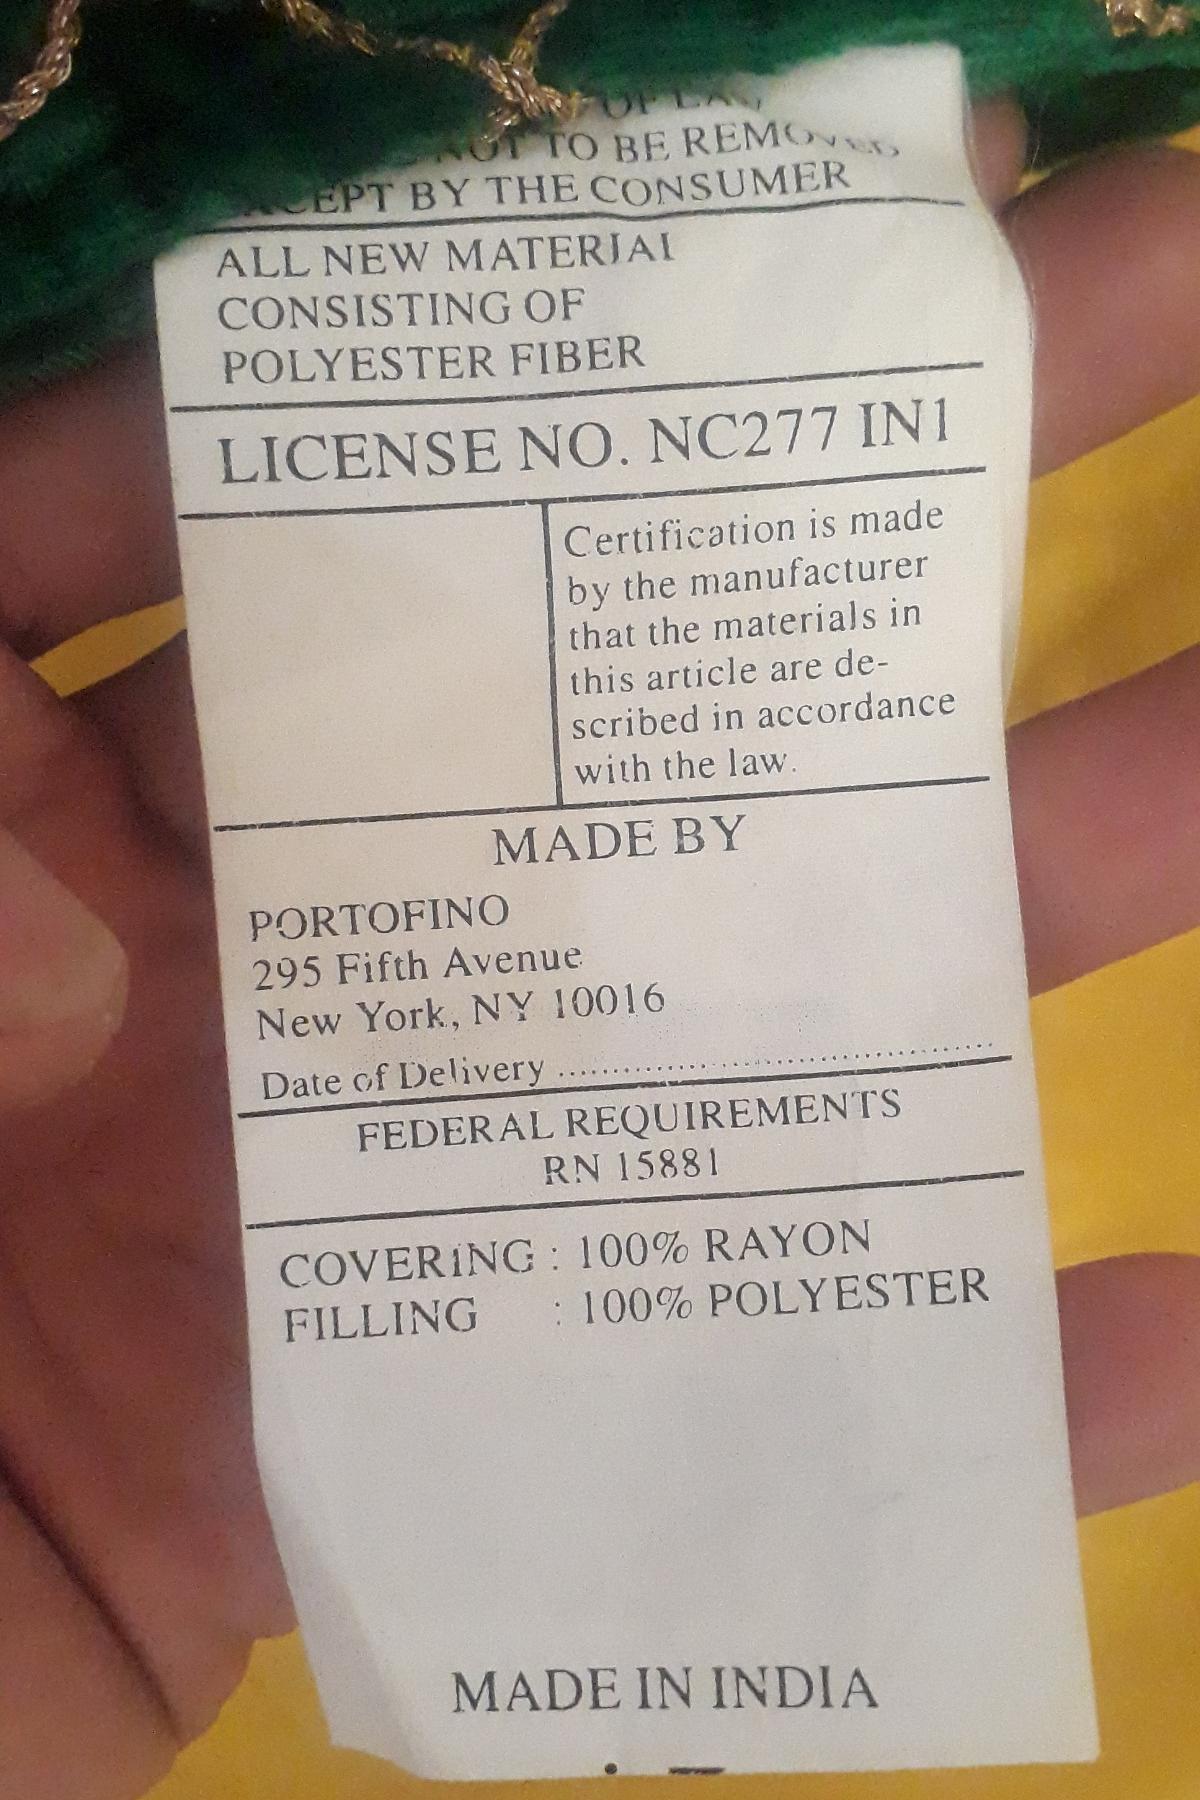 OF LAW
NOT TO BE REMOVED
EXCEPT BY THE CONSUMER
ALL NEW MATERIAL
CONSISTING OF
POLYESTER FIBER
LICENSE NO. NC277 IN1
Certification is made
by the manufacturer
that the materials in
this article are de-
scribed in accordance
with the law.
MADE BY
PORTOFINO
295 Fifth Avenue
New York, NY 10016
Date of Delivery ................................................
FEDERAL REQUIREMENTS
RN 15881
COVERING : 100% RAYON
FILLING : 100% POLYESTER
MADE IN INDIA